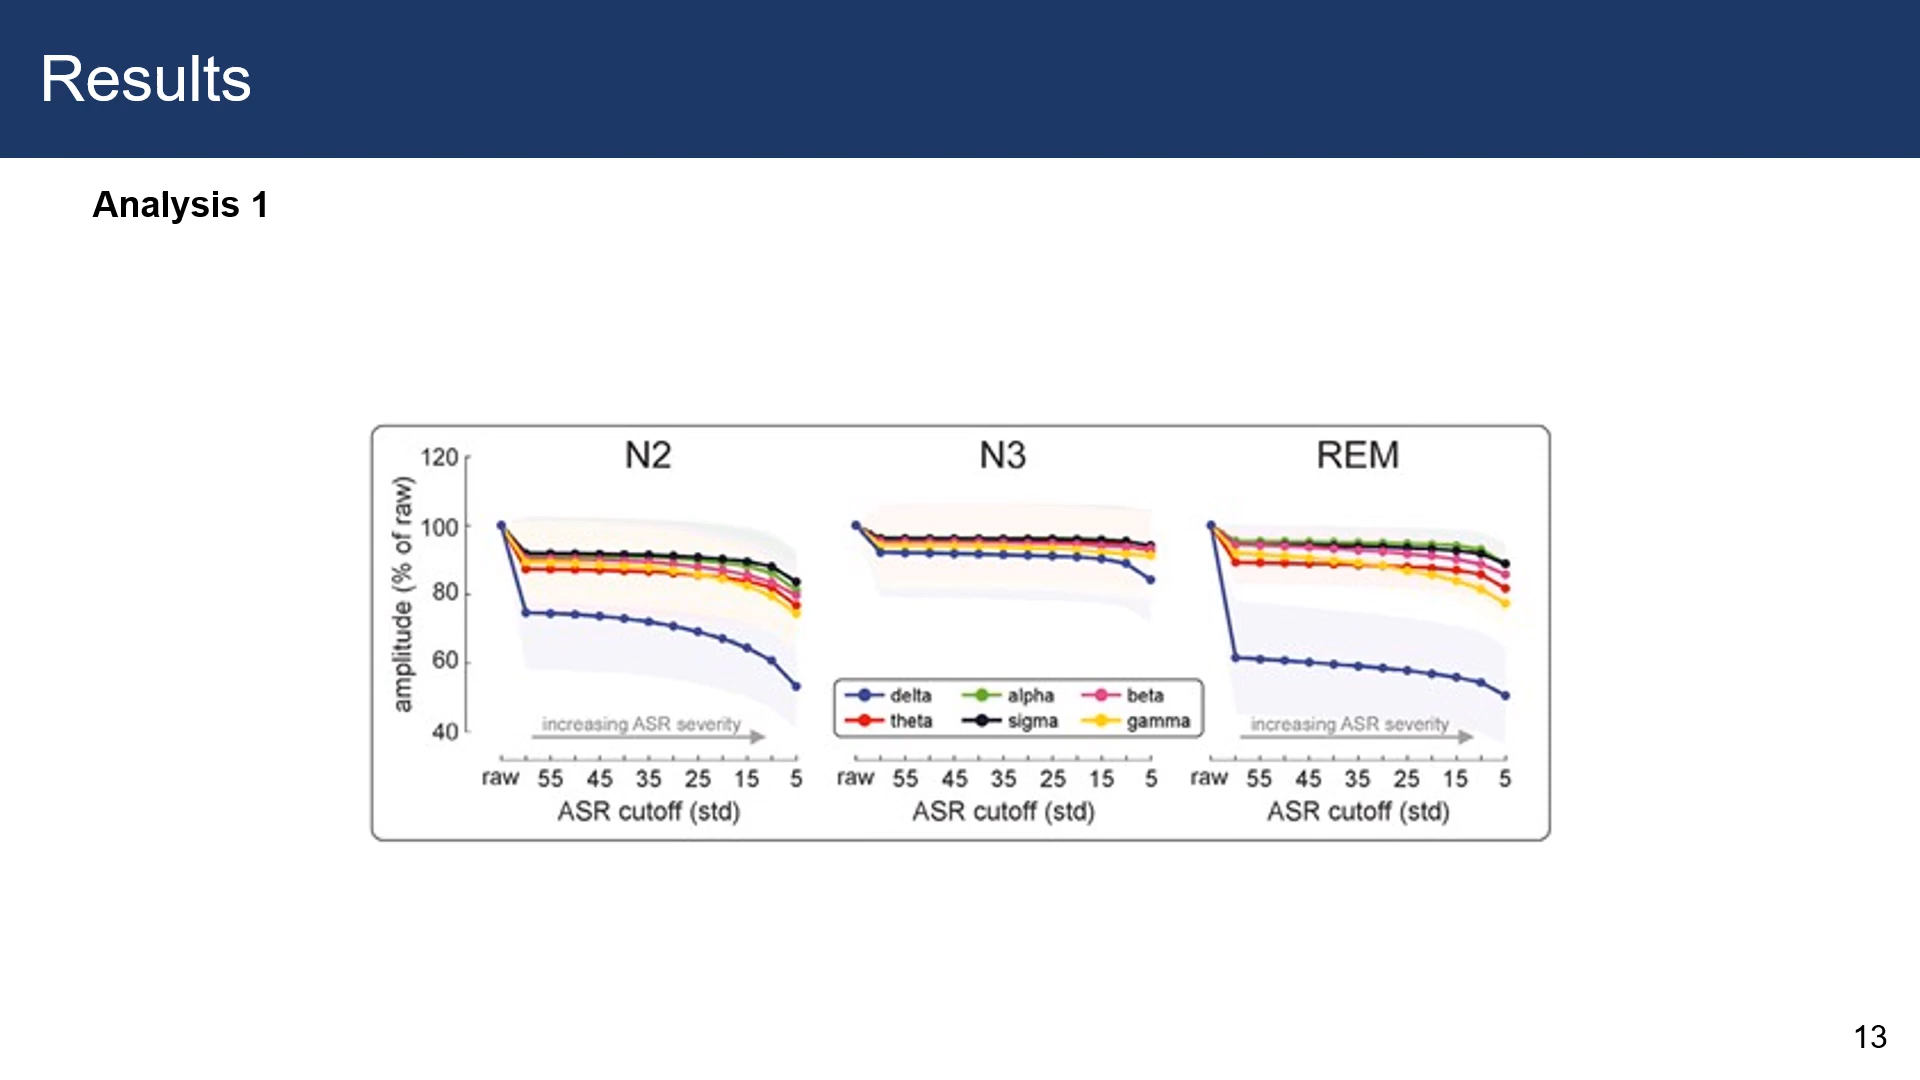 Results
Analysis 1
N2 N3 REM
120
100
80
60
40
amplitude (% of raw)
increasing ASR severity
delta alpha beta
theta sigma gamma
increasing ASR severity
raw 55 45 35 25 15 5
raw 55 45 35 25 15 5
raw 55 45 35 25 15 5
ASR cutoff (std)
ASR cutoff (std)
ASR cutoff (std)
13